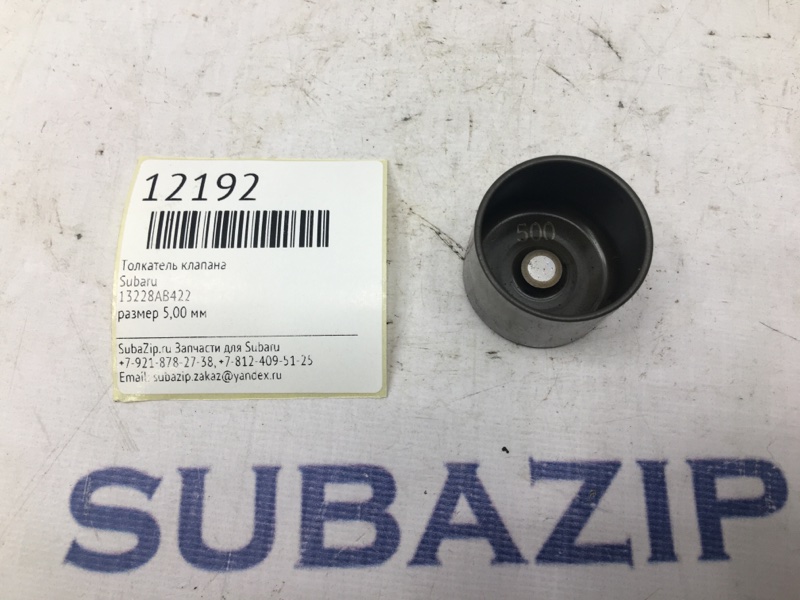 12192
Толкатель клапана
Subaru
13228AB422
размер 5,00 мм
SubaZip.ru Запчасти для Subaru
+7-921-878-27-38, +7-812-409-51-25
Email: subazip.zakaz@yandex.ru
500
SUBAZIP